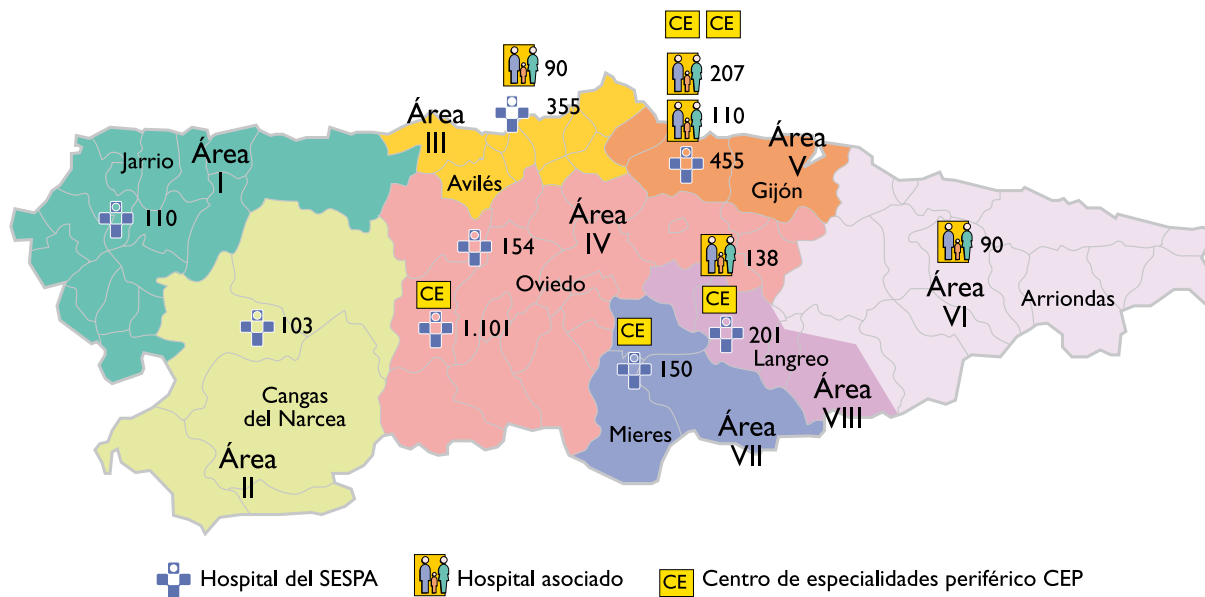 CE CE
90
207
355
110
Área
III
Área
V
455
Jarrio
Área
I
Avilés
Gijón
110
Área
IV
154
138
90
Oviedo
CE
CE
Área
VI
Arriondas
103
1.101
CE
201
Langreo
150
Cangas
del Narcea
Área
VIII
Mieres
Área
VII
Área
II
Hospital del SESPA
Hospital asociado
CE Centro de especialidades periférico CEP